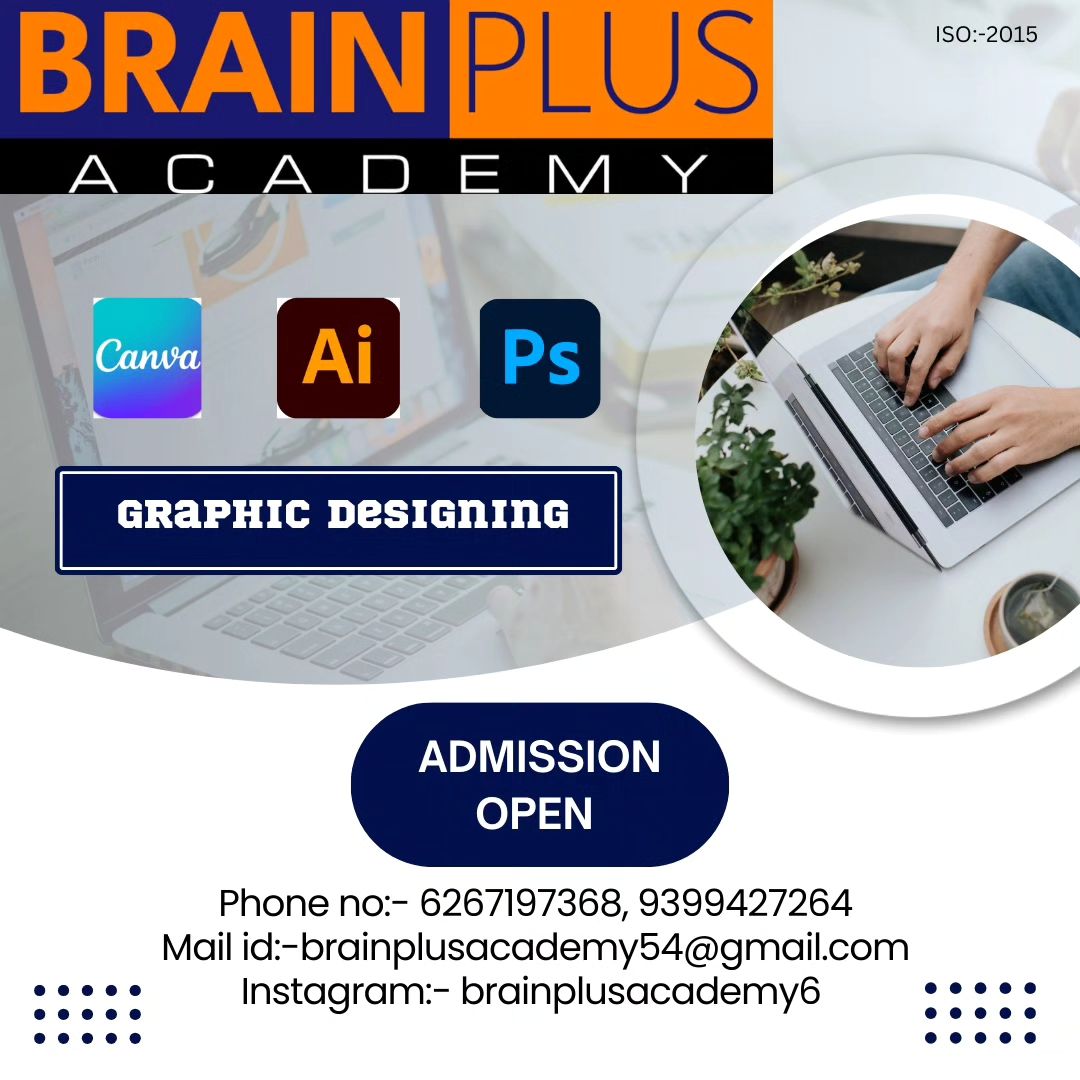 BRAIN PLUS
ISO:-2015
ACADEMY
Canva
Ai
Ps
GRAPHIC DESIGNING
ADMISSION
OPEN
Phone no:- 6267197368, 9399427264
Mail id:-brainplusacademy54@gmail.com
Instagram:- brainplusacademy6